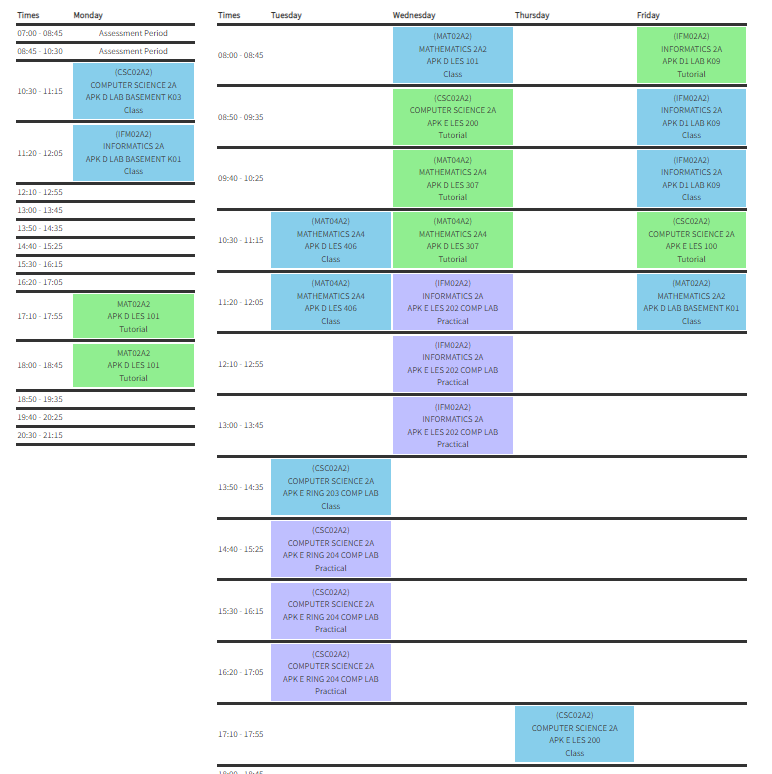 Times Monday
07:00 - 08:45 Assessment Period
08:45 - 10:30 Assessment Period
10:30 - 11:15
(CSC02A2)
COMPUTER SCIENCE 2A
APK D LAB BASEMENT K03
Class
11:20 - 12:05
(IFM02A2)
INFORMATICS 2A
APK D LAB BASEMENT K01
Class
12:10 - 12:55
13:00 - 13:45
13:50 - 14:35
14:40 - 15:25
15:30 - 16:15
16:20 - 17:05
17:10 - 17:55
MAT02A2
APK D LES 101
Tutorial
18:00 - 18:45
MAT02A2
APK D LES 101
Tutorial
18:50 - 19:35
19:40 - 20:25
20:30 - 21:15
Times Tuesday Wednesday Thursday Friday
08:00 - 08:45
(MAT02A2)
MATHEMATICS 2A2
APK D LES 101
Class
(IFM02A2)
INFORMATICS 2A
APK D1 LAB K09
Tutorial
08:50 - 09:35
(CSC02A2)
COMPUTER SCIENCE 2A
APK E LES 200
Tutorial
(IFM02A2)
INFORMATICS 2A
APK D1 LAB K09
Class
09:40 - 10:25
(MAT04A2)
MATHEMATICS 2A4
APK D LES 307
Tutorial
(IFM02A2)
INFORMATICS 2A
APK D1 LAB K09
Class
10:30 - 11:15
(MAT04A2)
MATHEMATICS 2A4
APK D LES 406
Class
(MAT04A2)
MATHEMATICS 2A4
APK D LES 307
Tutorial
(CSC02A2)
COMPUTER SCIENCE 2A
APK E LES 100
Tutorial
11:20 - 12:05
(MAT04A2)
MATHEMATICS 2A4
APK D LES 406
Class
(IFM02A2)
INFORMATICS 2A
APK E LES 202 COMP LAB
Practical
(MAT02A2)
MATHEMATICS 2A2
APK D LAB BASEMENT K01
Class
12:10 - 12:55
(IFM02A2)
INFORMATICS 2A
APK E LES 202 COMP LAB
Practical
13:00 - 13:45
(IFM02A2)
INFORMATICS 2A
APK E LES 202 COMP LAB
Practical
13:50 - 14:35
(CSC02A2)
COMPUTER SCIENCE 2A
APK E RING 203 COMP LAB
Class
14:40 - 15:25
(CSC02A2)
COMPUTER SCIENCE 2A
APK E RING 204 COMP LAB
Practical
15:30 - 16:15
(CSC02A2)
COMPUTER SCIENCE 2A
APK E RING 204 COMP LAB
Practical
16:20 - 17:05
(CSC02A2)
COMPUTER SCIENCE 2A
APK E RING 204 COMP LAB
Practical
17:10 - 17:55
(CSC02A2)
COMPUTER SCIENCE 2A
APK E LES 200
Class